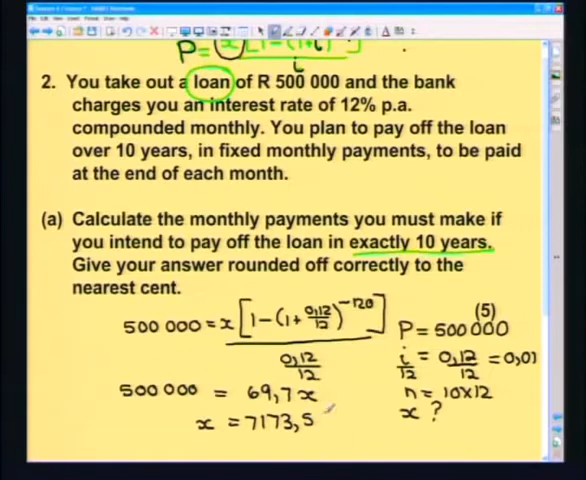 P = x[1-(1+i)
i
2. You take out a loan of R 500 000 and the bank
charges you an interest rate of 12% p.a.
compounded monthly. You plan to pay off the loan
over 10 years, in fixed monthly payments, to be paid
at the end of each month.
(a) Calculate the monthly payments you must make if
you intend to pay off the loan in exactly 10 years.
Give your answer rounded off correctly to the
nearest cent.
(5)
500 000 = x[1-(1+0,12/12)^-120]
0,12/12
P = 500 000
i/12 = 0,12/12 = 0,01
500 000 = 69,7x
n = 10x12
x = 7173,5
x ?